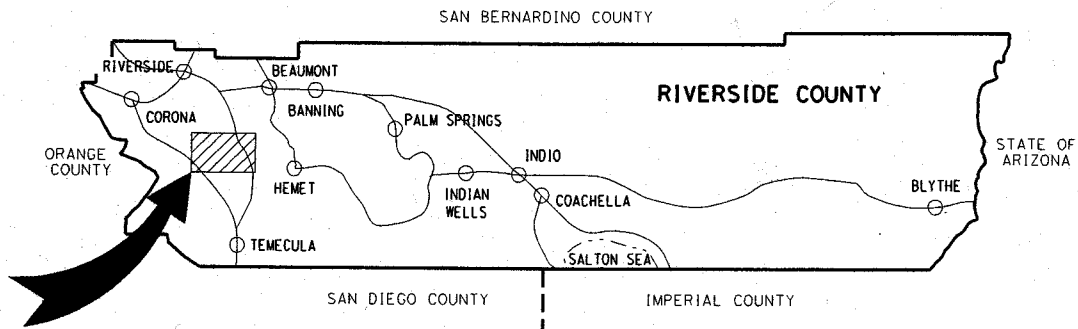 SAN BERNARDINO COUNTY
RIVERSIDE
BEAUMONT
RIVERSIDE COUNTY
CORONA
BANNING
PALM SPRINGS
ORANGE
COUNTY
STATE OF
ARIZONA
INDIO
HEMET
INDIAN
WELLS
COACHELLA
BLYTHE
TEMECULA
SALTON SEA
SAN DIEGO COUNTY
IMPERIAL COUNTY